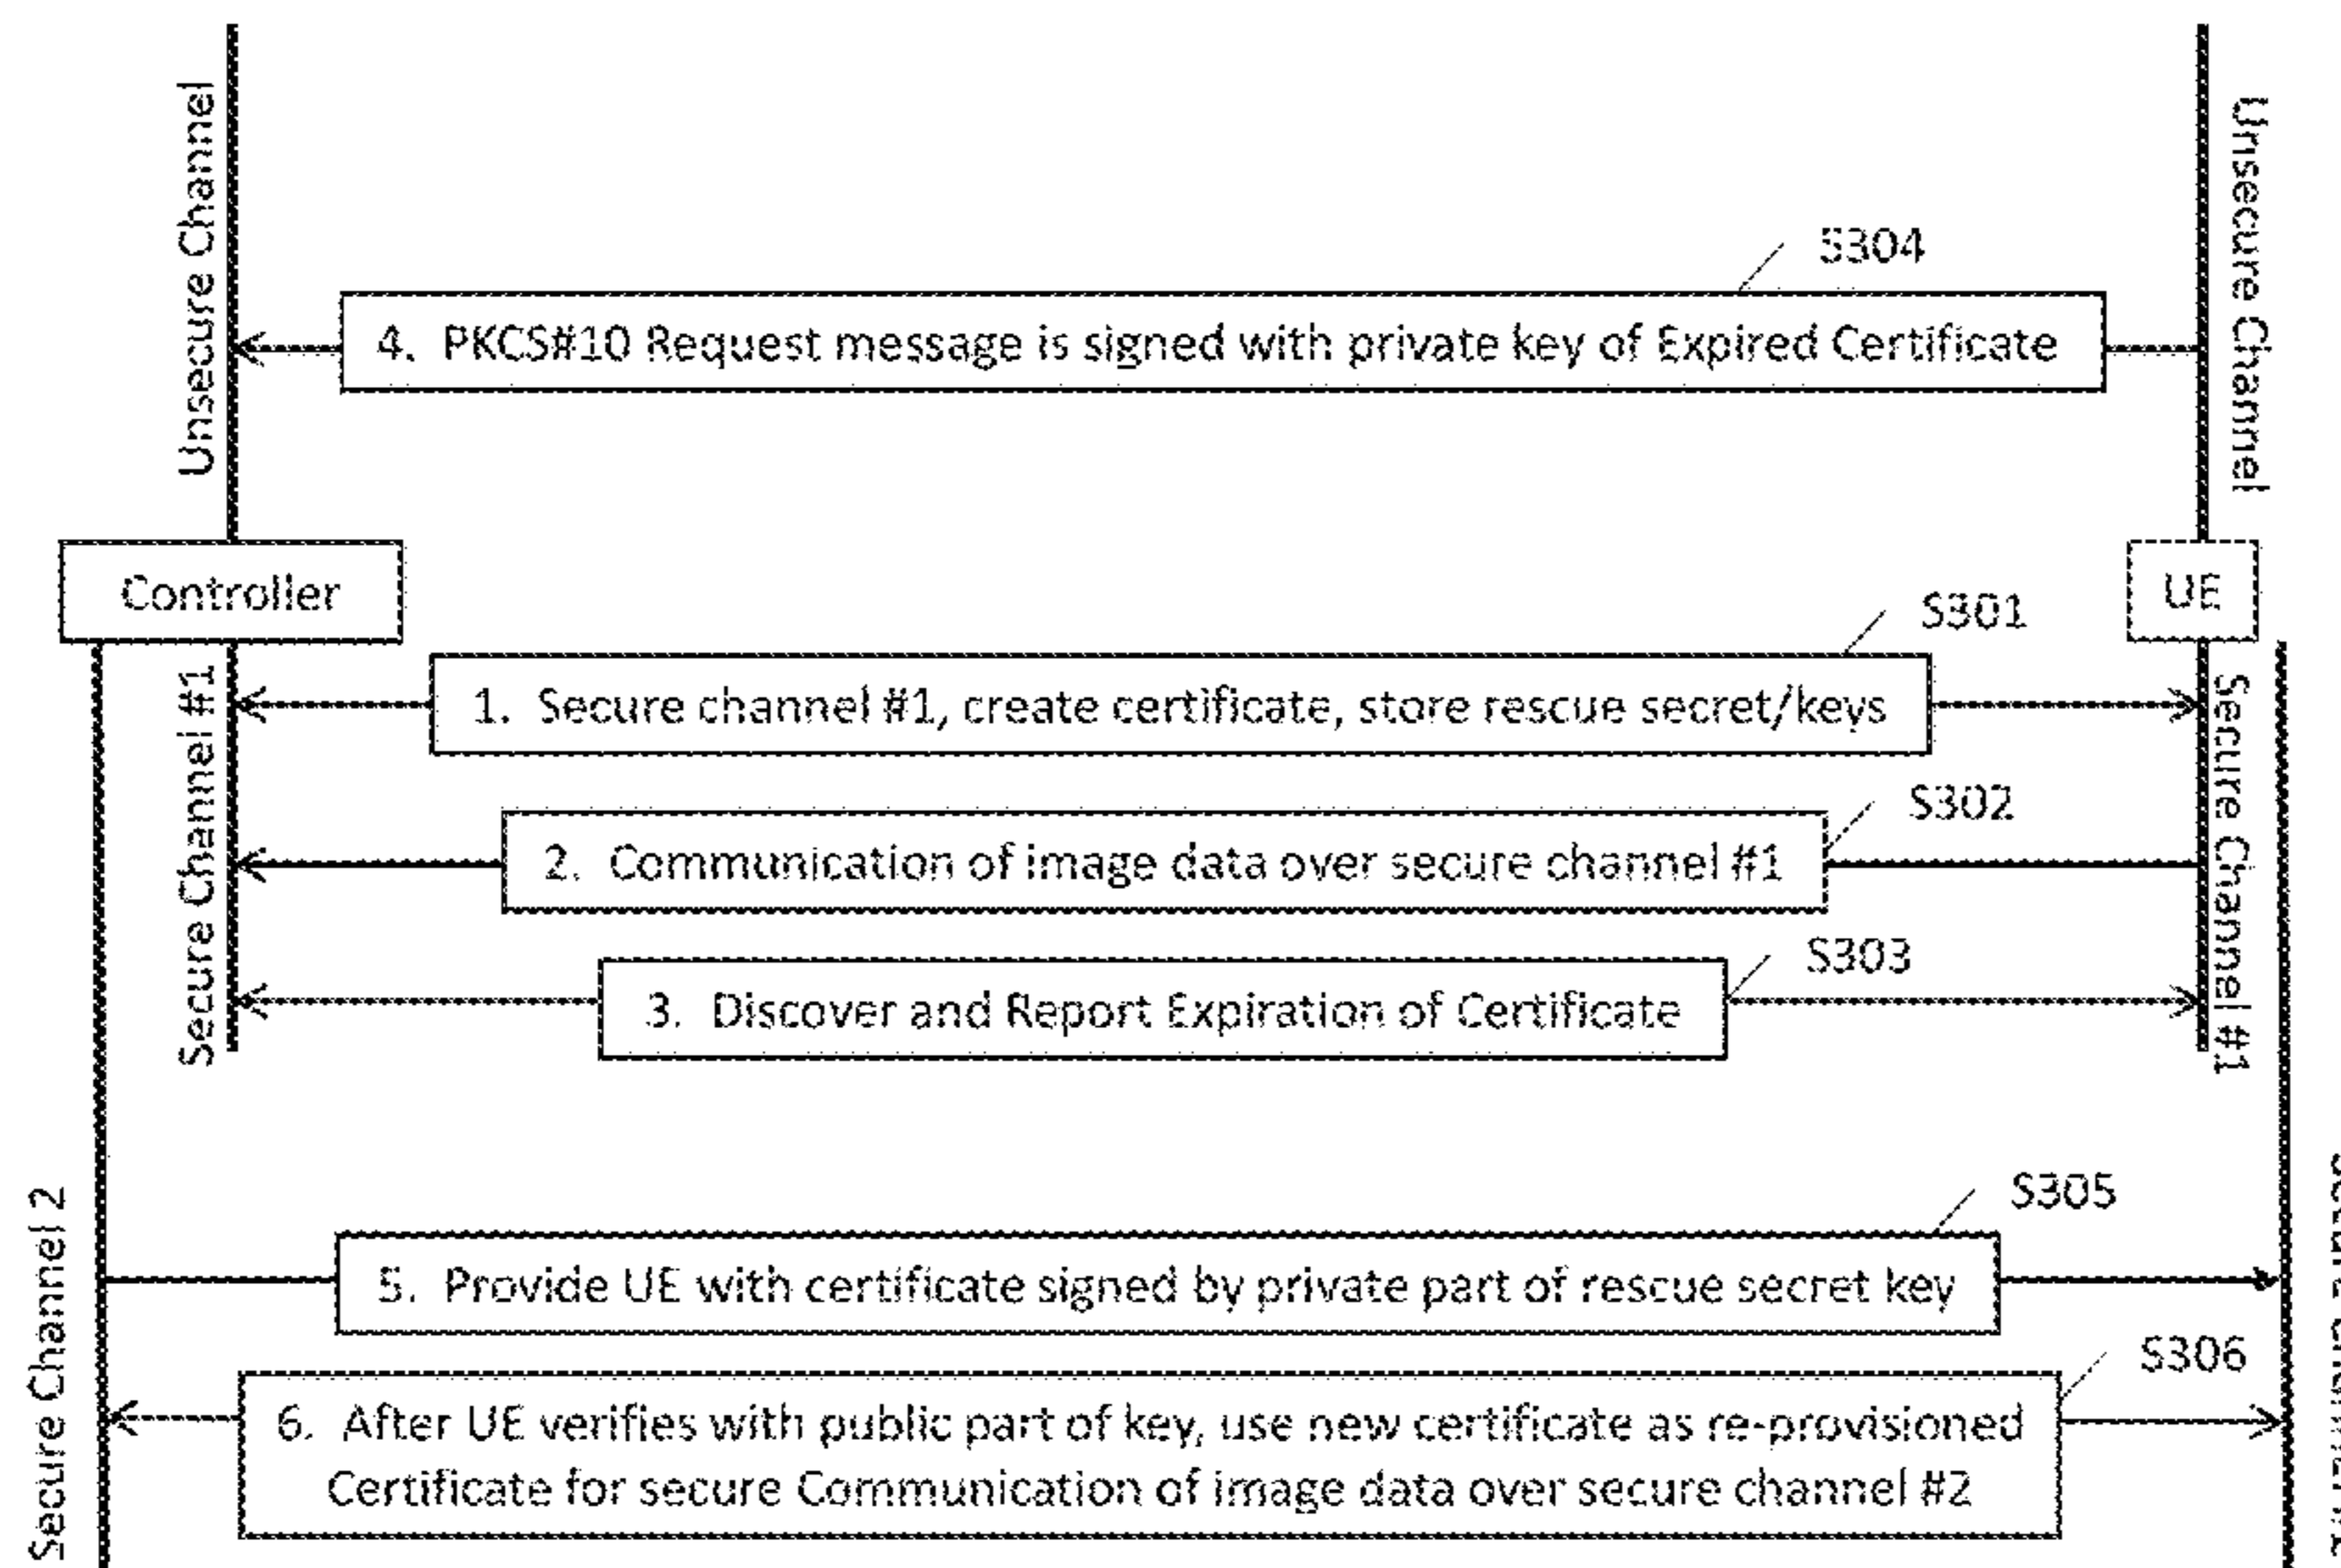 Unsecure Channel
Unsecure Channel
S304
4. PKCS#10 Request message is signed with private key of Expired Certificate
Controller
UE
S301
Secure Channel #1
1. Secure channel #1, create certificate, store rescue secret/keys
Secure Channel #1
S302
2. Communication of image data over secure channel #1
S303
3. Discover and Report Expiration of Certificate
Secure Channel 2
S305
5. Provide UE with certificate signed by private part of rescue secret key
S306
6. After UE verifies with public part of key, use new certificate as re-provisioned
Certificate for secure Communication of image data over secure channel #2